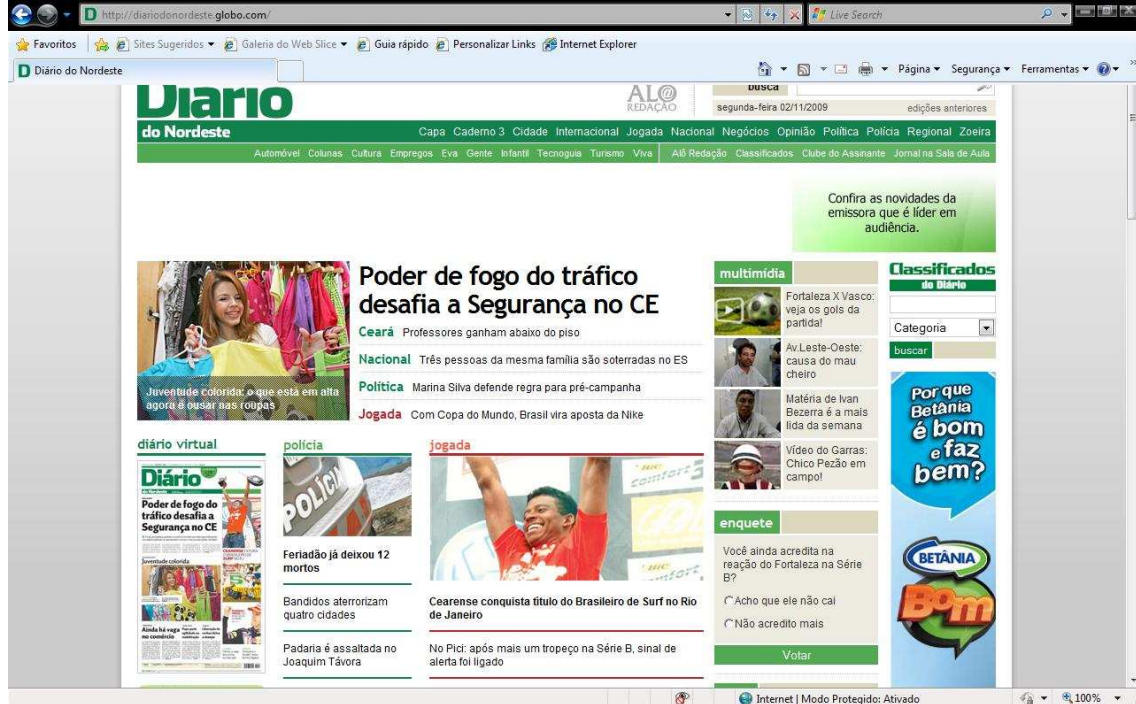 http://diariodonordeste.globo.com/
Live Search
Favoritos
Sites Sugeridos
Galeria do Web Slice
Guia rápido
Personalizar Links
Internet Explorer
Diário do Nordeste
Página
Segurança
Ferramentas
Diário
do Nordeste
ALO
REDAÇÃO
busca
segunda-feira 02/11/2009
edições anteriores
Capa Caderno 3 Cidade Internacional Jogada Nacional Negócios Opinião Política Polícia Regional Zoeira
Automóvel Colunas Cultura Empregos Eva Gente Infantil Tecnoguia Turismo Viva
Alô Redação Classificados Clube do Assinante Jornal na Sala de Aula
Confira as novidades da
emissora que é líder em
audiência.
Juventude colorida: o que está em alta
agora é ousar nas roupas
Poder de fogo do tráfico
desafia a Segurança no CE
Ceará Professores ganham abaixo do piso
Nacional Três pessoas da mesma família são soterradas no ES
Política Marina Silva defende regra para pré-campanha
Jogada Com Copa do Mundo, Brasil vira aposta da Nike
diário virtual
Diário
do Nordeste
Poder de fogo do
tráfico desafia a
Segurança no CE
Juventude colorida
Ainda há vaga
no comércio
polícia
POLÍCIA
Feriadão já deixou 12
mortos
Bandidos aterrorizam
quatro cidades
Padaria é assaltada no
Joaquim Távora
jogada
comfort
Cearense conquista título do Brasileiro de Surf no Rio
de Janeiro
No Pici: após mais um tropeço na Série B, sinal de
alerta foi ligado
multimídia
Fortaleza X Vasco:
veja os gols da
partida!
Av.Leste-Oeste:
causa do mau
cheiro
Matéria de Ivan
Bezerra é a mais
lida da semana
Vídeo do Garras:
Chico Pezão em
campo!
enquete
Você ainda acredita na
reação do Fortaleza na Série
B?
Acho que ele não cai
Não acredito mais
Votar
Classificados
do Diário
Categoria
buscar
Por que
Betânia
é bom
e faz
bem?
BETÂNIA
Bom
Internet | Modo Protegido: Ativado
100%